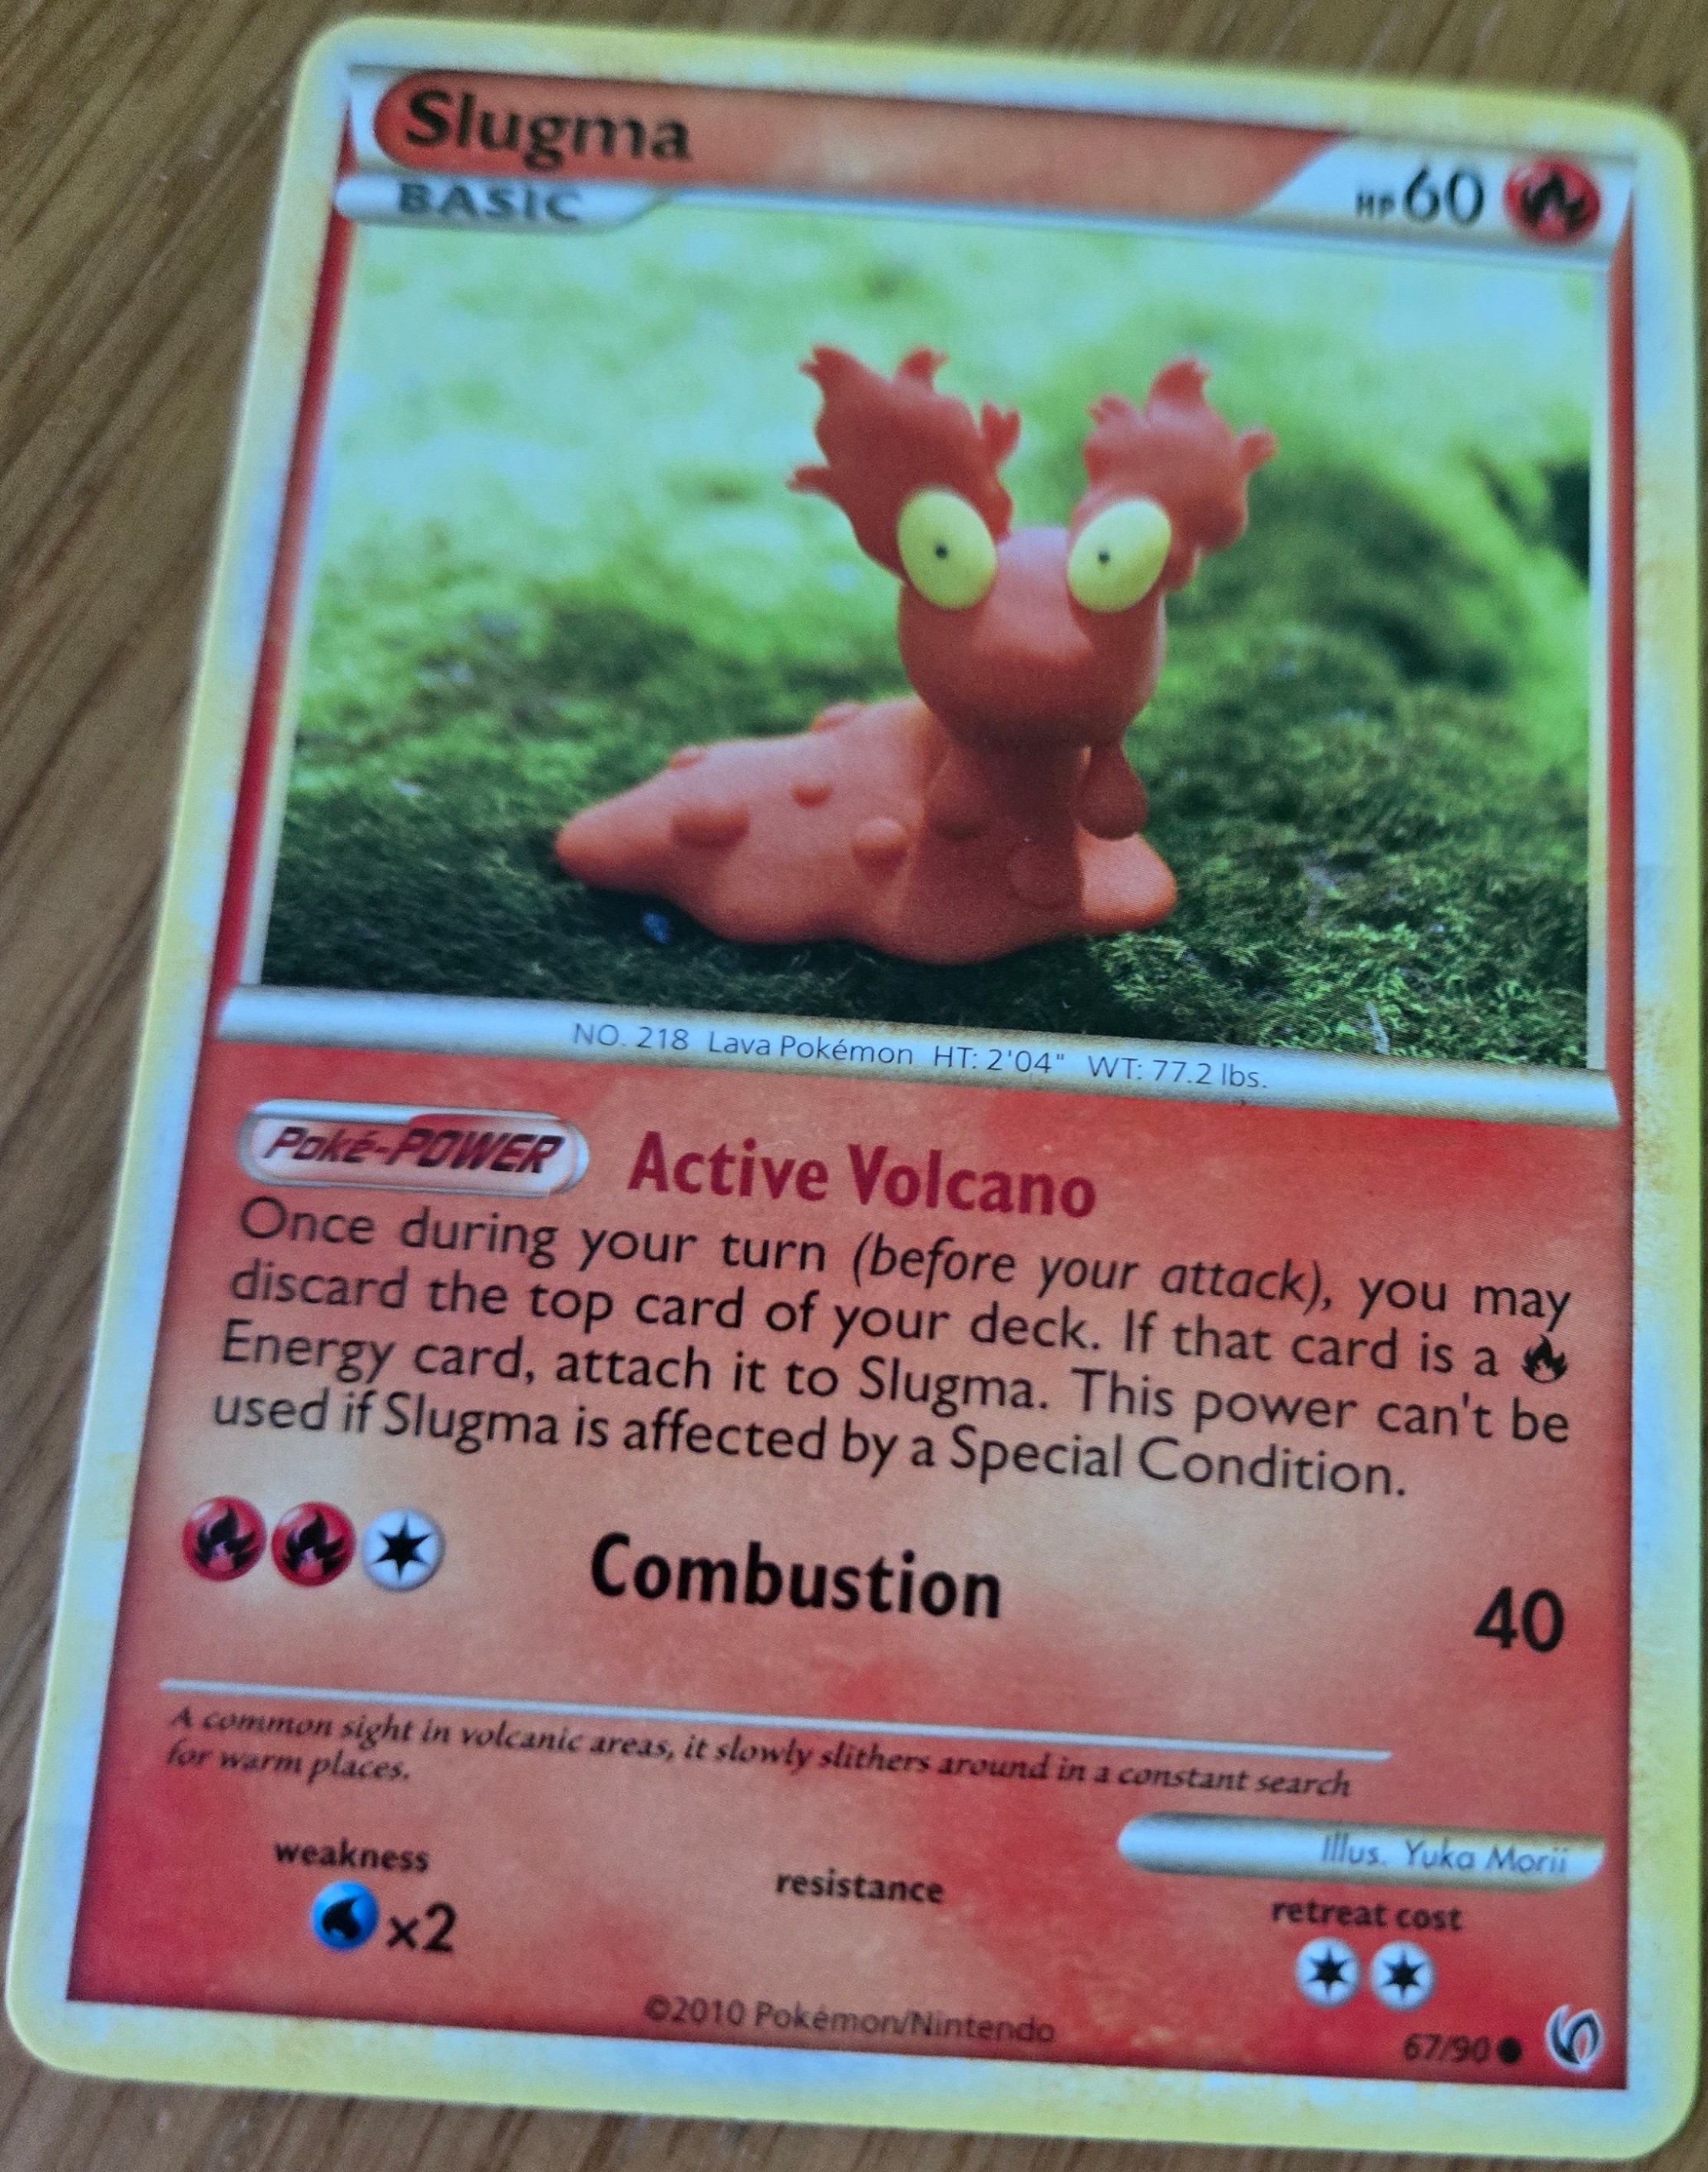 Slugma
BASIC
HP 60
NO. 218 Lava Pokémon HT: 2'04" WT: 77.2 lbs.
Poké-POWER Active Volcano
Once during your turn (before your attack), you may
discard the top card of your deck. If that card is a
Energy card, attach it to Slugma. This power can't be
used if Slugma is affected by a Special Condition.
Combustion 40
A common sight in volcanic areas, it slowly slithers around in a constant search
for warm places.
Illus. Yuka Morii
weakness resistance retreat cost
x2
©2010 Pokémon/Nintendo
67/90